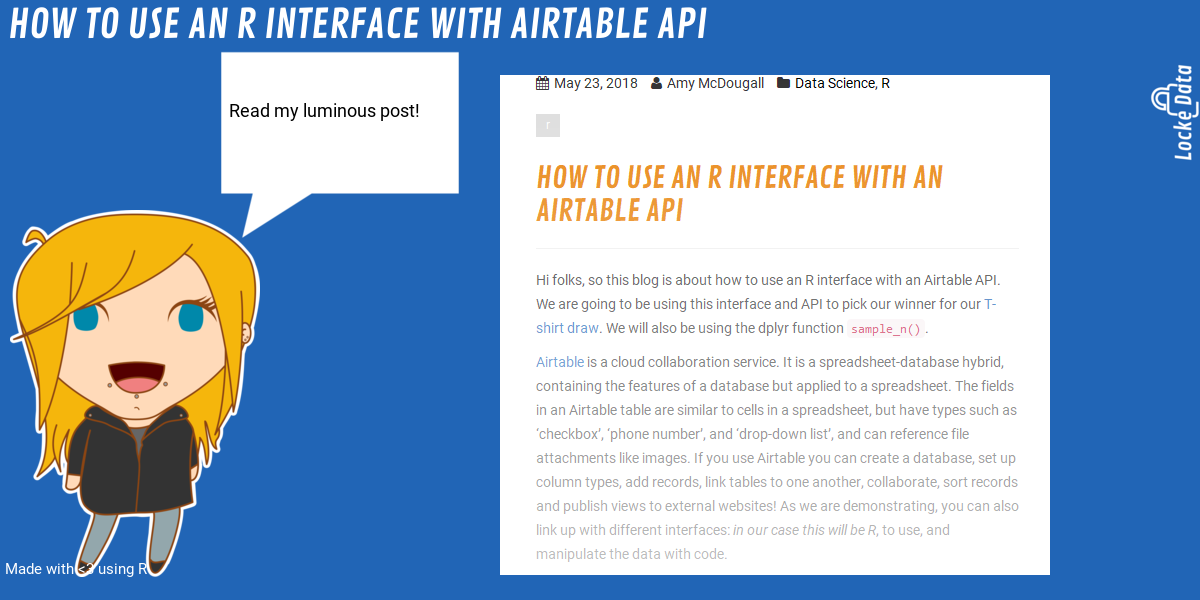 HOW TO USE AN R INTERFACE WITH AIRTABLE API
Read my luminous post!
May 23, 2018 Amy McDougall Data Science, R
r
HOW TO USE AN R INTERFACE WITH AN
AIRTABLE API
Hi folks, so this blog is about how to use an R interface with an Airtable API.
We are going to be using this interface and API to pick our winner for our T-
shirt draw. We will also be using the dplyr function sample_n() .
Airtable is a cloud collaboration service. It is a spreadsheet-database hybrid,
containing the features of a database but applied to a spreadsheet. The fields
in an Airtable table are similar to cells in a spreadsheet, but have types such as
‘checkbox’, ‘phone number’, and ‘drop-down list’, and can reference file
attachments like images. If you use Airtable you can create a database, set up
column types, add records, link tables to one another, collaborate, sort records
and publish views to external websites! As we are demonstrating, you can also
link up with different interfaces: in our case this will be R, to use, and
manipulate the data with code.
Locke Data
Made with <3 using R